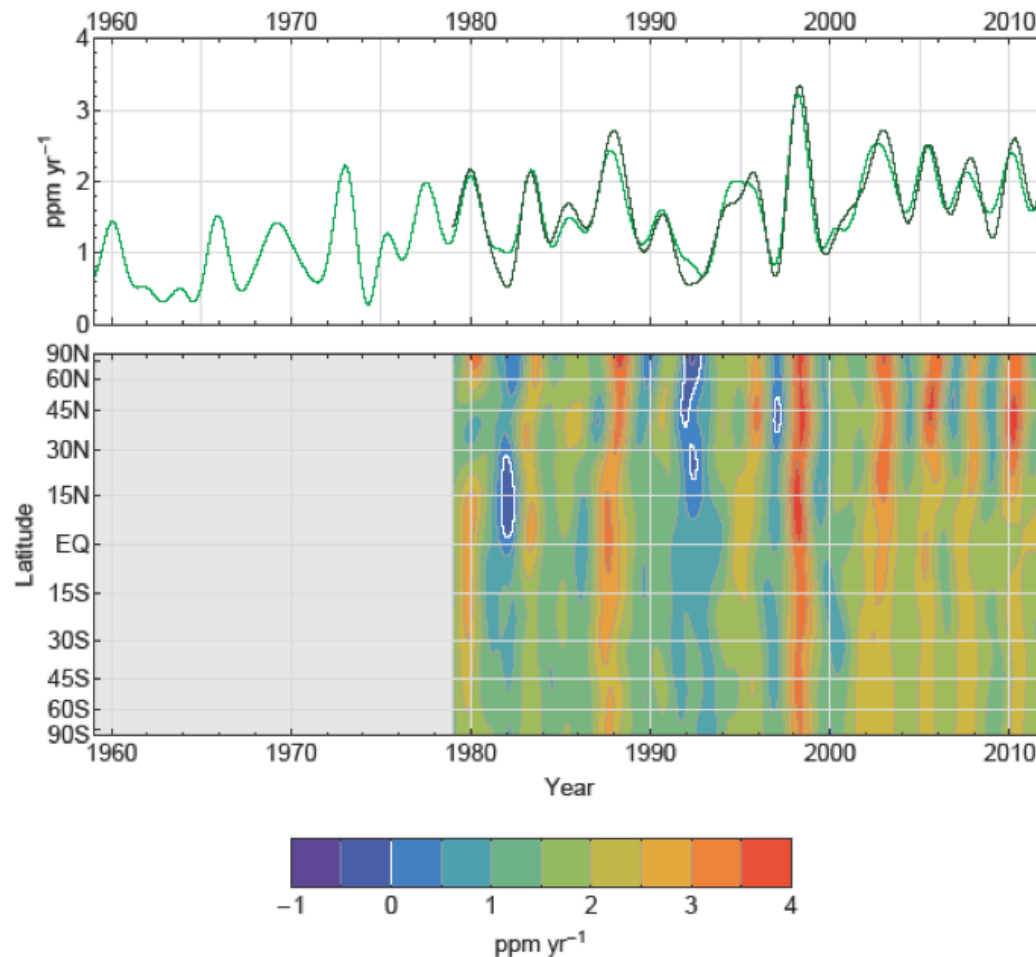 1960 1970 1980 1990 2000 2010
4
3
2
1
0
ppm yr⁻¹
90N
60N
45N
30N
15N
EQ
15S
30S
45S
60S
90S
Latitude
1960 1970 1980 1990 2000 2010
Year
−1 0 1 2 3 4
ppm yr⁻¹